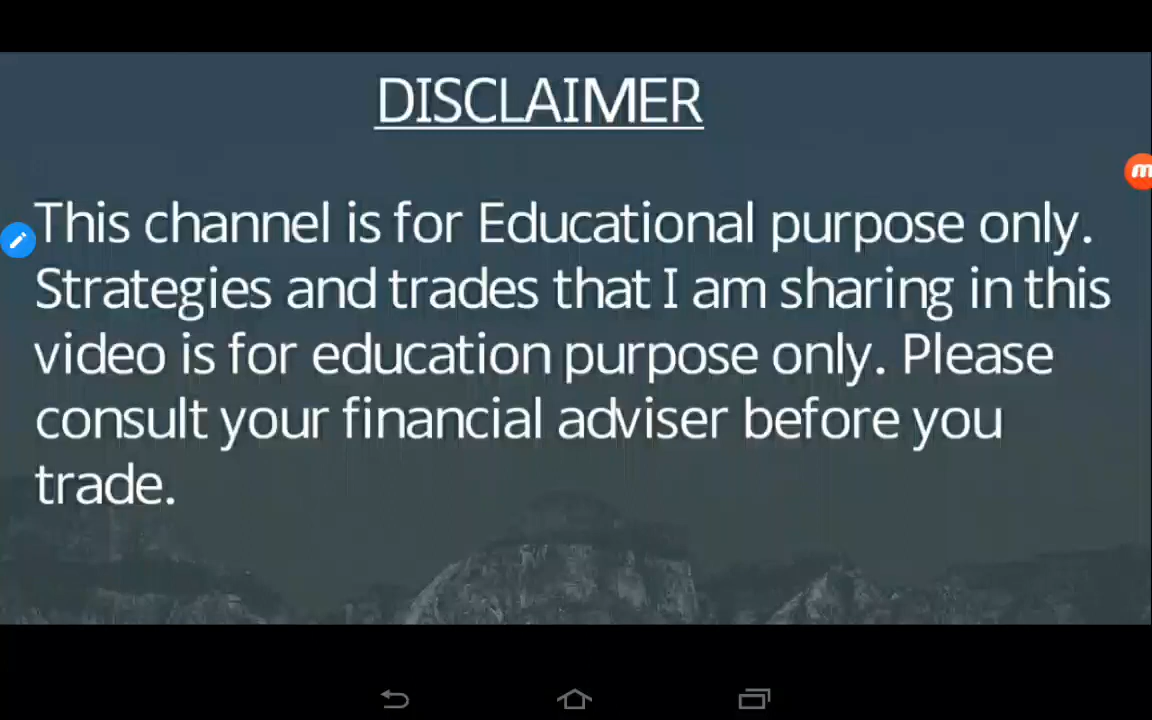 DISCLAIMER
This channel is for Educational purpose only.
Strategies and trades that I am sharing in this
video is for education purpose only. Please
consult your financial adviser before you
trade.